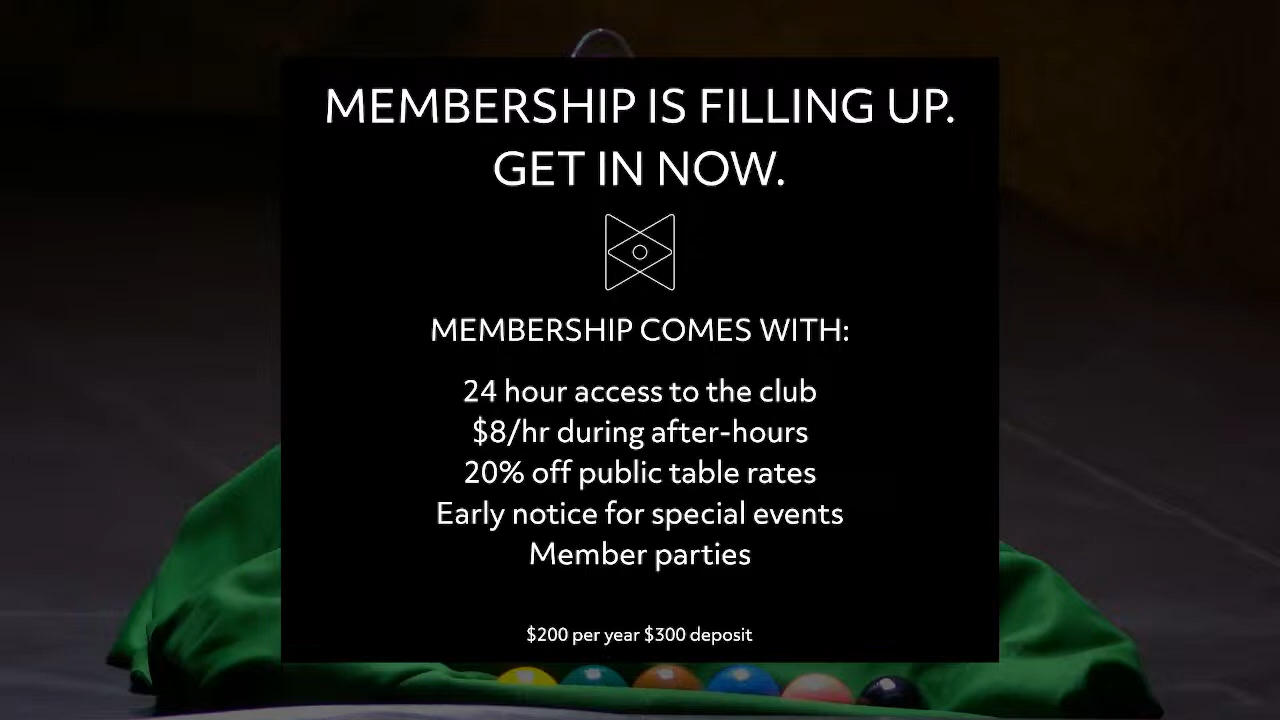 MEMBERSHIP IS FILLING UP.
GET IN NOW.
MEMBERSHIP COMES WITH:
24 hour access to the club
$8/hr during after-hours
20% off public table rates
Early notice for special events
Member parties
$200 per year $300 deposit